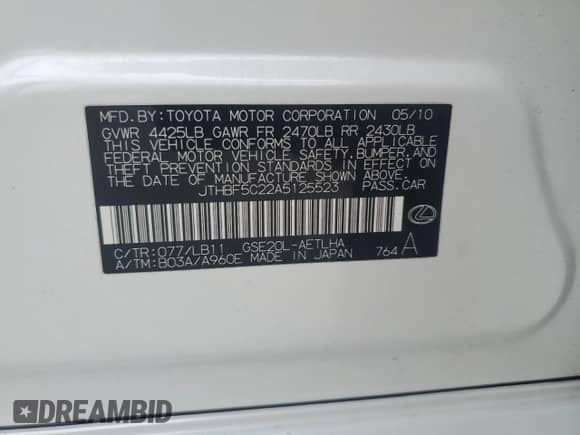 MFD.BY:TOYOTA MOTOR CORPORATION 05/10
GVWR 4425LB GAWR FR 2470LB RR 2430LB
THIS VEHICLE CONFORMS TO ALL APPLICABLE
FEDERAL MOTOR VEHICLE SAFETY, BUMPER, AND
THEFT PREVENTION STANDARDS IN EFFECT ON
THE DATE OF MANUFACTURE SHOWN ABOVE.
JTHBF5C22A5125523 PASS.CAR
C/TR:077/LB11 GSE20L-AETLHA
A/TM:B03A/A960E MADE IN JAPAN 764 A
DREAMBID